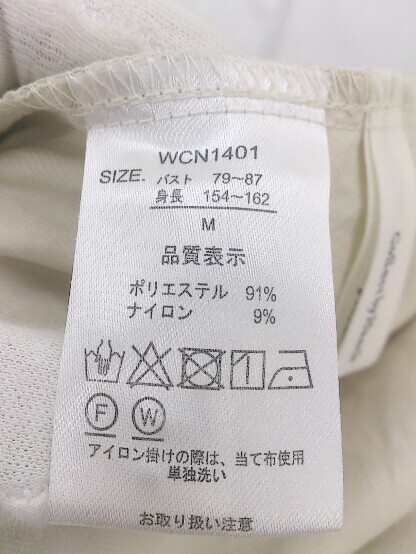 WCN1401
SIZE. バスト 79~87
身長 154~162
M
品質表示
ポリエステル 91%
ナイロン 9%
F W
アイロン掛けの際は、当て布使用
単独洗い
お取り扱い注意